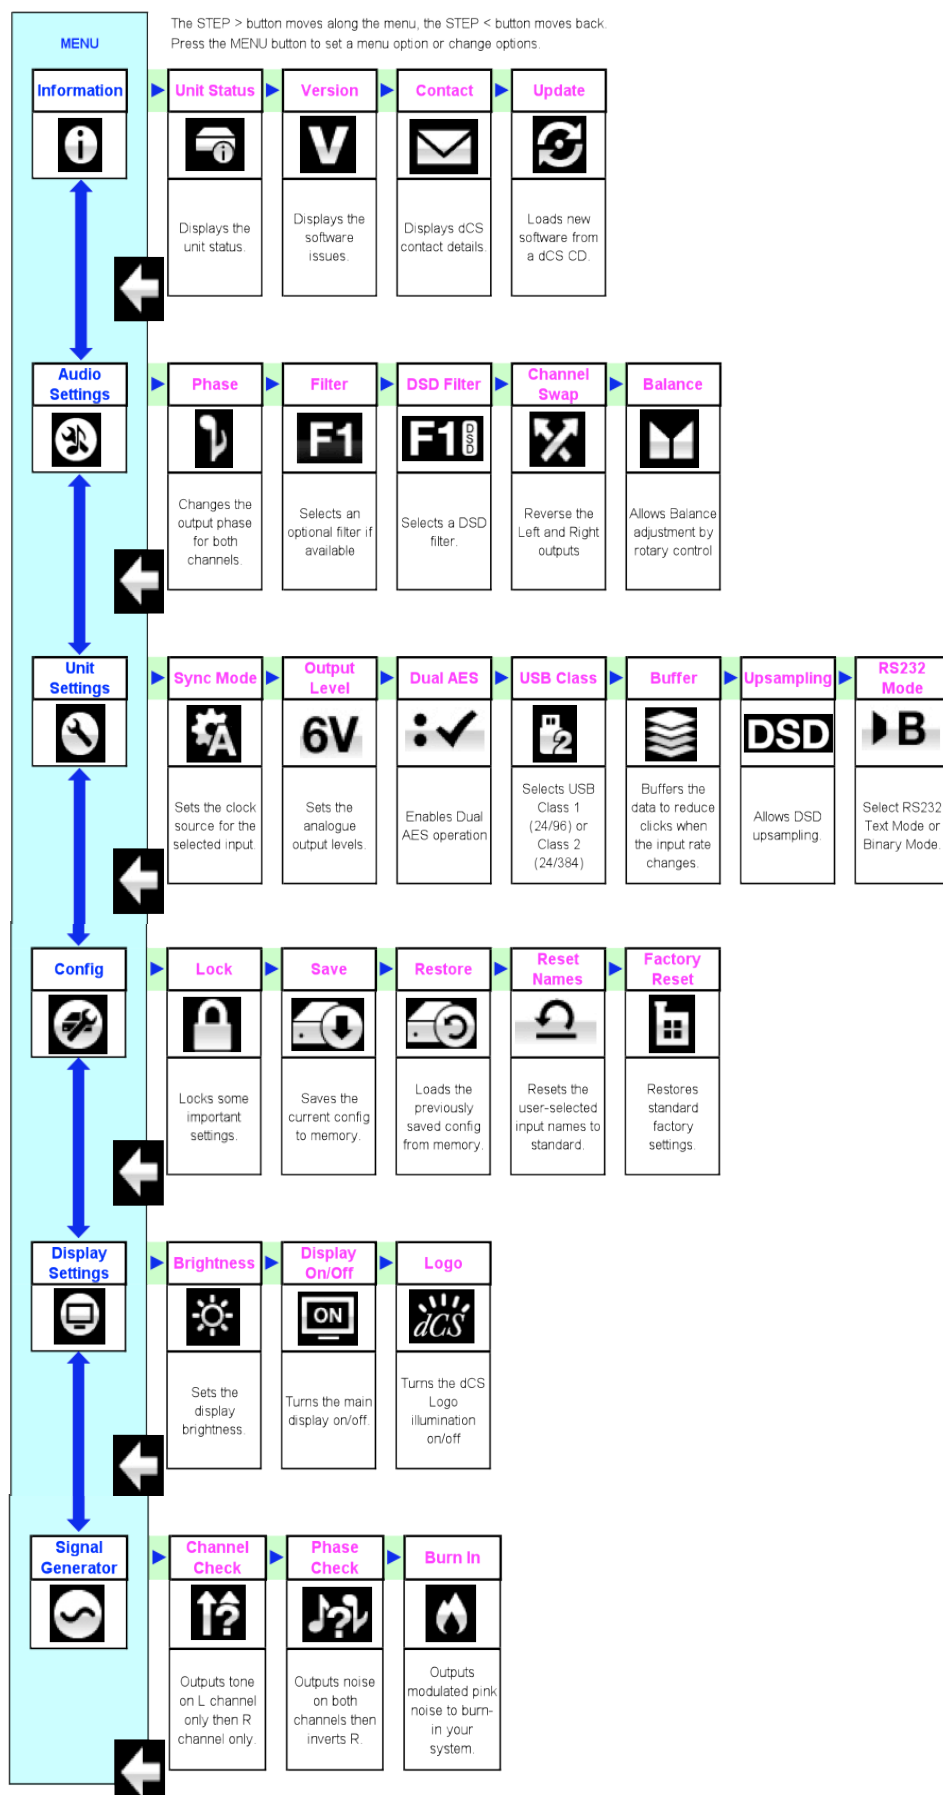 The STEP > button moves along the menu, the STEP < button moves back.
Press the MENU button to set a menu option or change options.
MENU
Information
Unit Status
Version
Contact
Update
V
Displays the
unit status.
Displays the
software
issues.
Displays dCS
contact details.
Loads new
software from
a dCS CD.
Audio
Settings
Phase
Filter
DSD Filter
Channel
Swap
Balance
F1
F1 DSD
Changes the
output phase
for both
channels.
Selects an
optional filter if
available
Selects a DSD
filter.
Reverse the
Left and Right
outputs
Allows Balance
adjustment by
rotary control
Unit
Settings
Sync Mode
Output
Level
Dual AES
USB Class
Buffer
Upsampling
RS232
Mode
A
6V
2
DSD
B
Sets the clock
source for the
selected input.
Sets the
analogue
output levels.
Enables Dual
AES operation
Selects USB
Class 1
(24/96) or
Class 2
(24/384)
Buffers the
data to reduce
clicks when
the input rate
changes.
Allows DSD
upsampling.
Select RS232
Text Mode or
Binary Mode.
Config
Lock
Save
Restore
Reset
Names
Factory
Reset
Locks some
important
settings.
Saves the
current config
to memory.
Loads the
previously
saved config
from memory.
Resets the
user-selected
input names to
standard.
Restores
standard
factory
settings.
Display
Settings
Brightness
Display
On/Off
Logo
ON
dCS
Sets the
display
brightness.
Turns the main
display on/off.
Turns the dCS
Logo
illumination
on/off
Signal
Generator
Channel
Check
Phase
Check
Burn In
?
?
Outputs tone
on L channel
only then R
channel only.
Outputs noise
on both
channels then
inverts R.
Outputs
modulated pink
noise to burn-
in your
system.